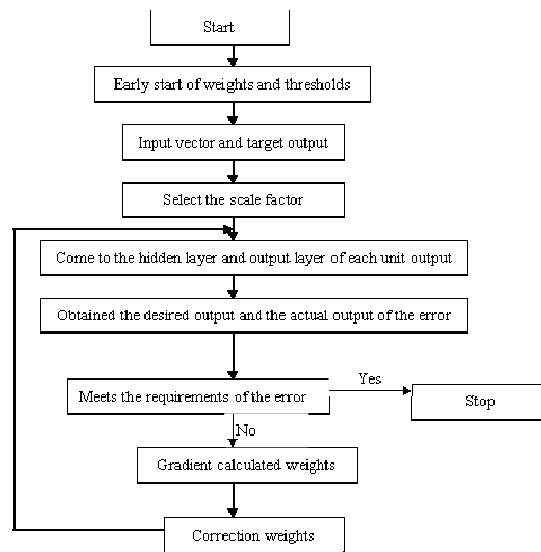 Start
Early start of weights and thresholds
Input vector and target output
Select the scale factor
Come to the hidden layer and output layer of each unit output
Obtained the desired output and the actual output of the error
Meets the requirements of the error
Yes
Stop
No
Gradient calculated weights
Correction weights